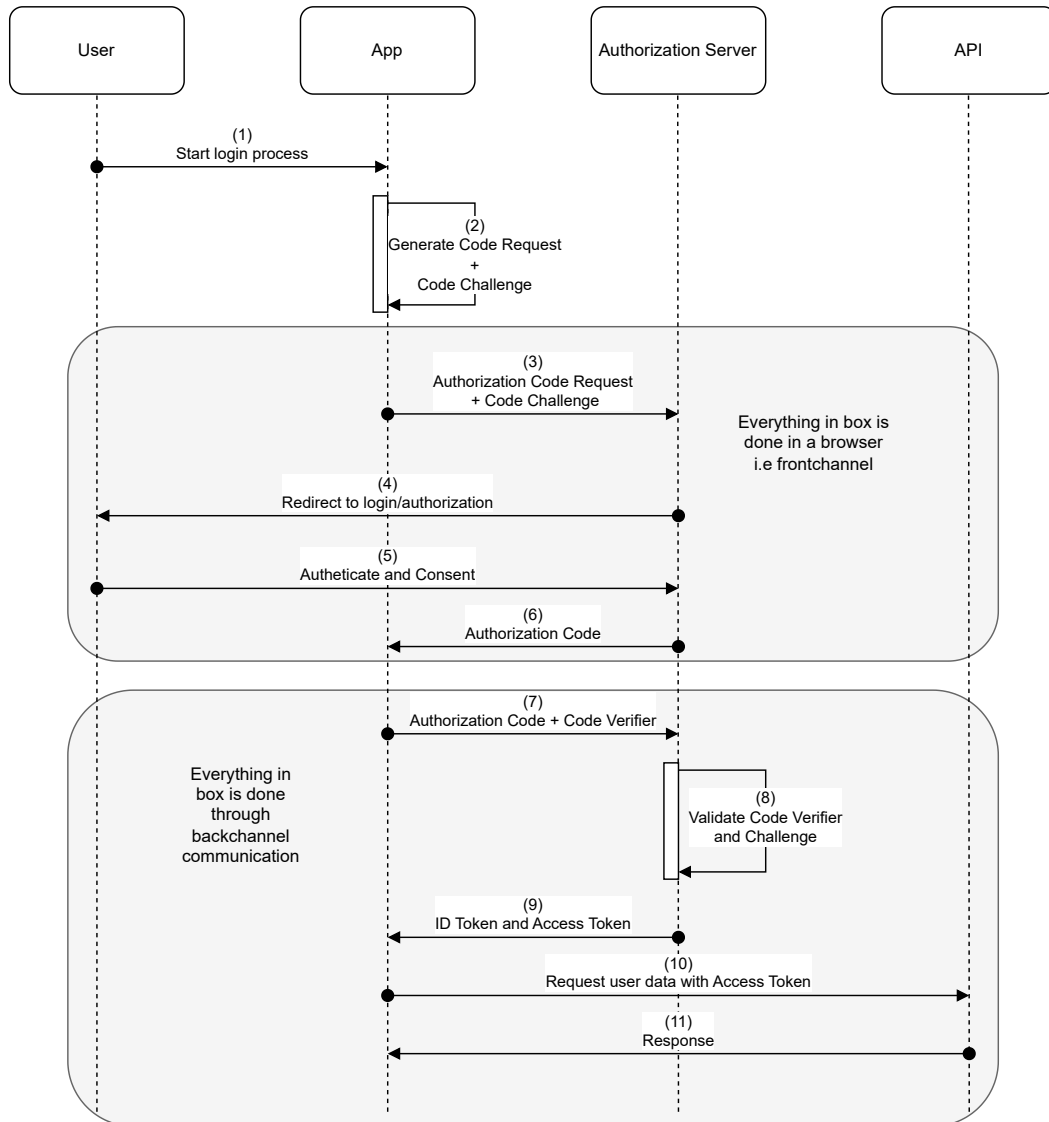 User
App
Authorization Server
API
(1)
Start login process
(2)
Generate Code Request
+
Code Challenge
(3)
Authorization Code Request
+ Code Challenge
Everything in box is
done in a browser
i.e frontchannel
(4)
Redirect to login/authorization
(5)
Autheticate and Consent
(6)
Authorization Code
(7)
Authorization Code + Code Verifier
Everything in
box is done
through
backchannel
communication
(8)
Validate Code Verifier
and Challenge
(9)
ID Token and Access Token
(10)
Request user data with Access Token
(11)
Response